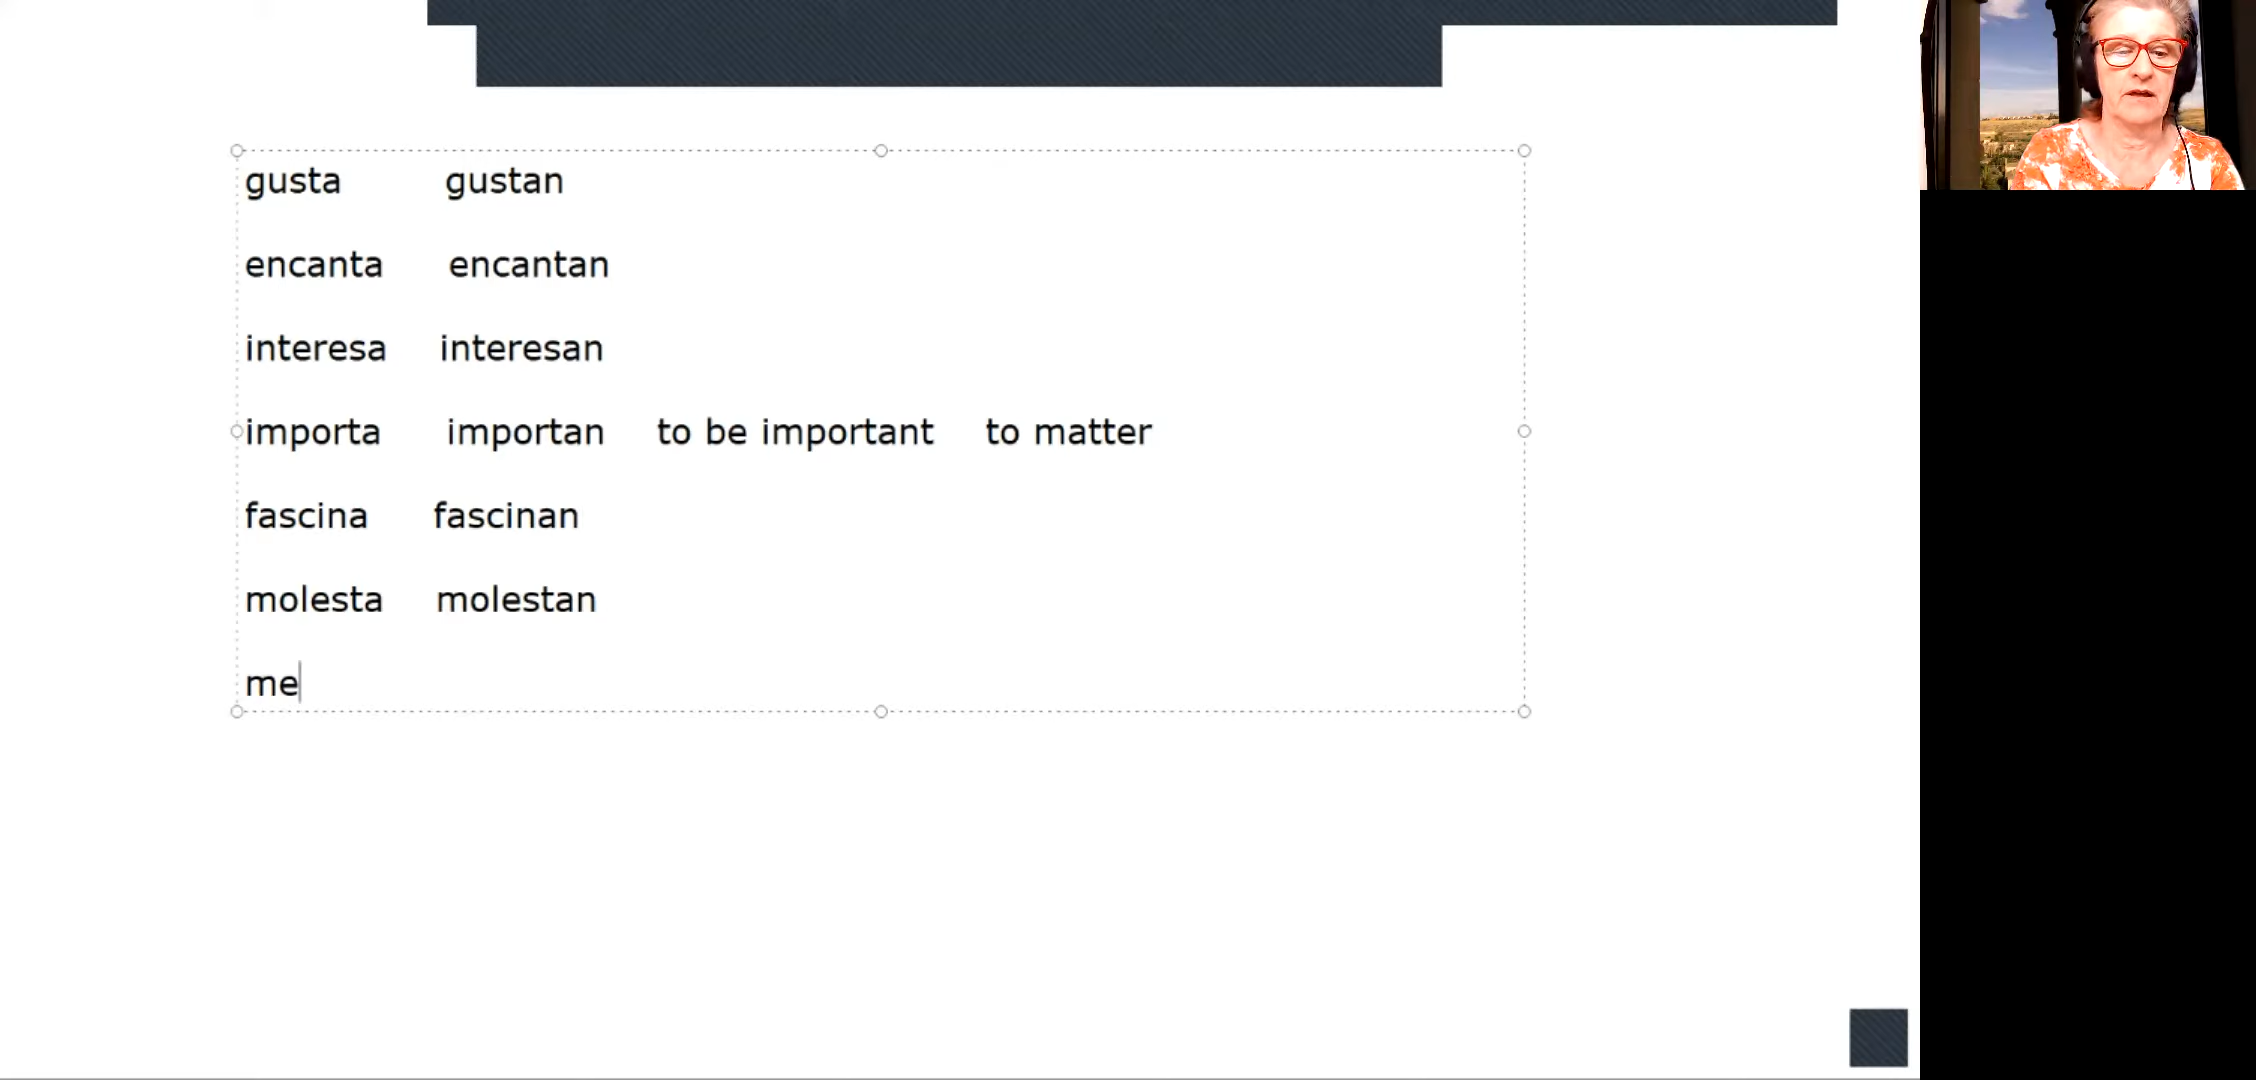 gusta gustan
encanta encantan
interesa interesan
importa importan to be important to matter
fascina fascinan
molesta molestan
me